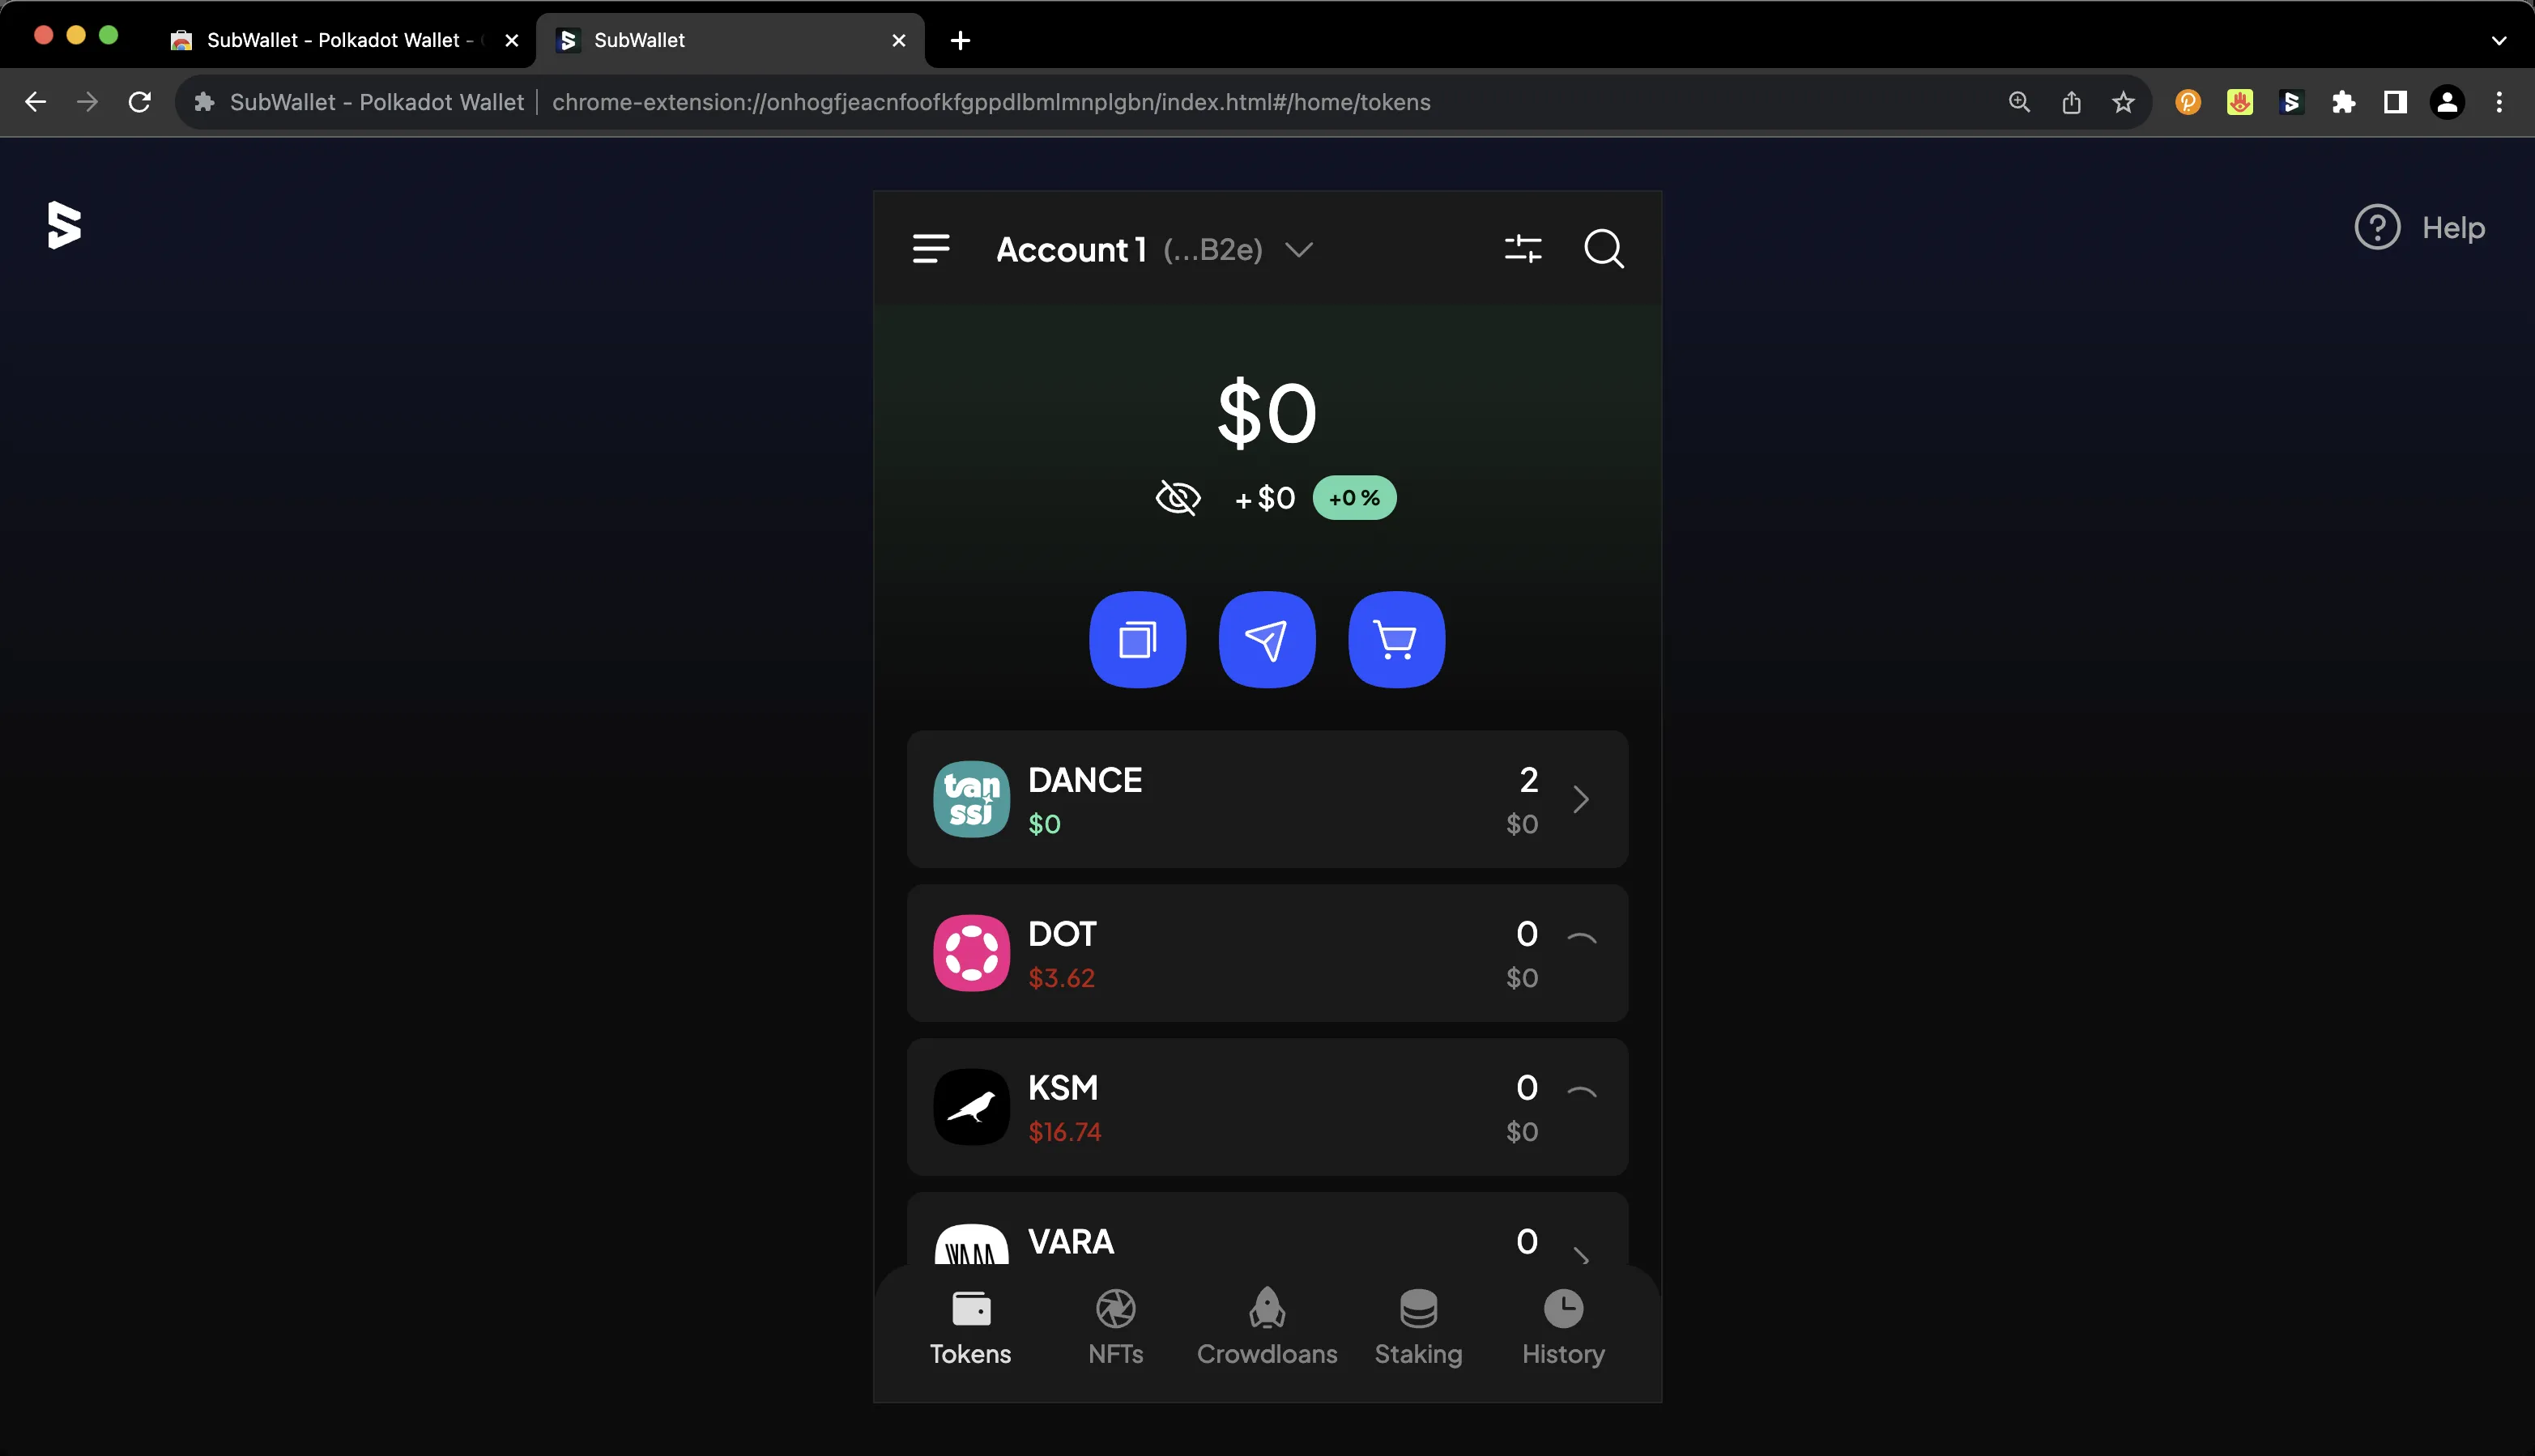 SubWallet - Polkadot Wallet -
SubWallet
SubWallet - Polkadot Wallet
chrome-extension://onhogfjeacnfoofkfgppdlbmlmnplgbn/index.html#/home/tokens
Account 1 (...B2e)
Help
$0
+ $0 +0 %
tanssi
DANCE 2
$0 $0
DOT 0
$3.62 $0
KSM 0
$16.74 $0
VARA 0
Tokens NFTs Crowdloans Staking History